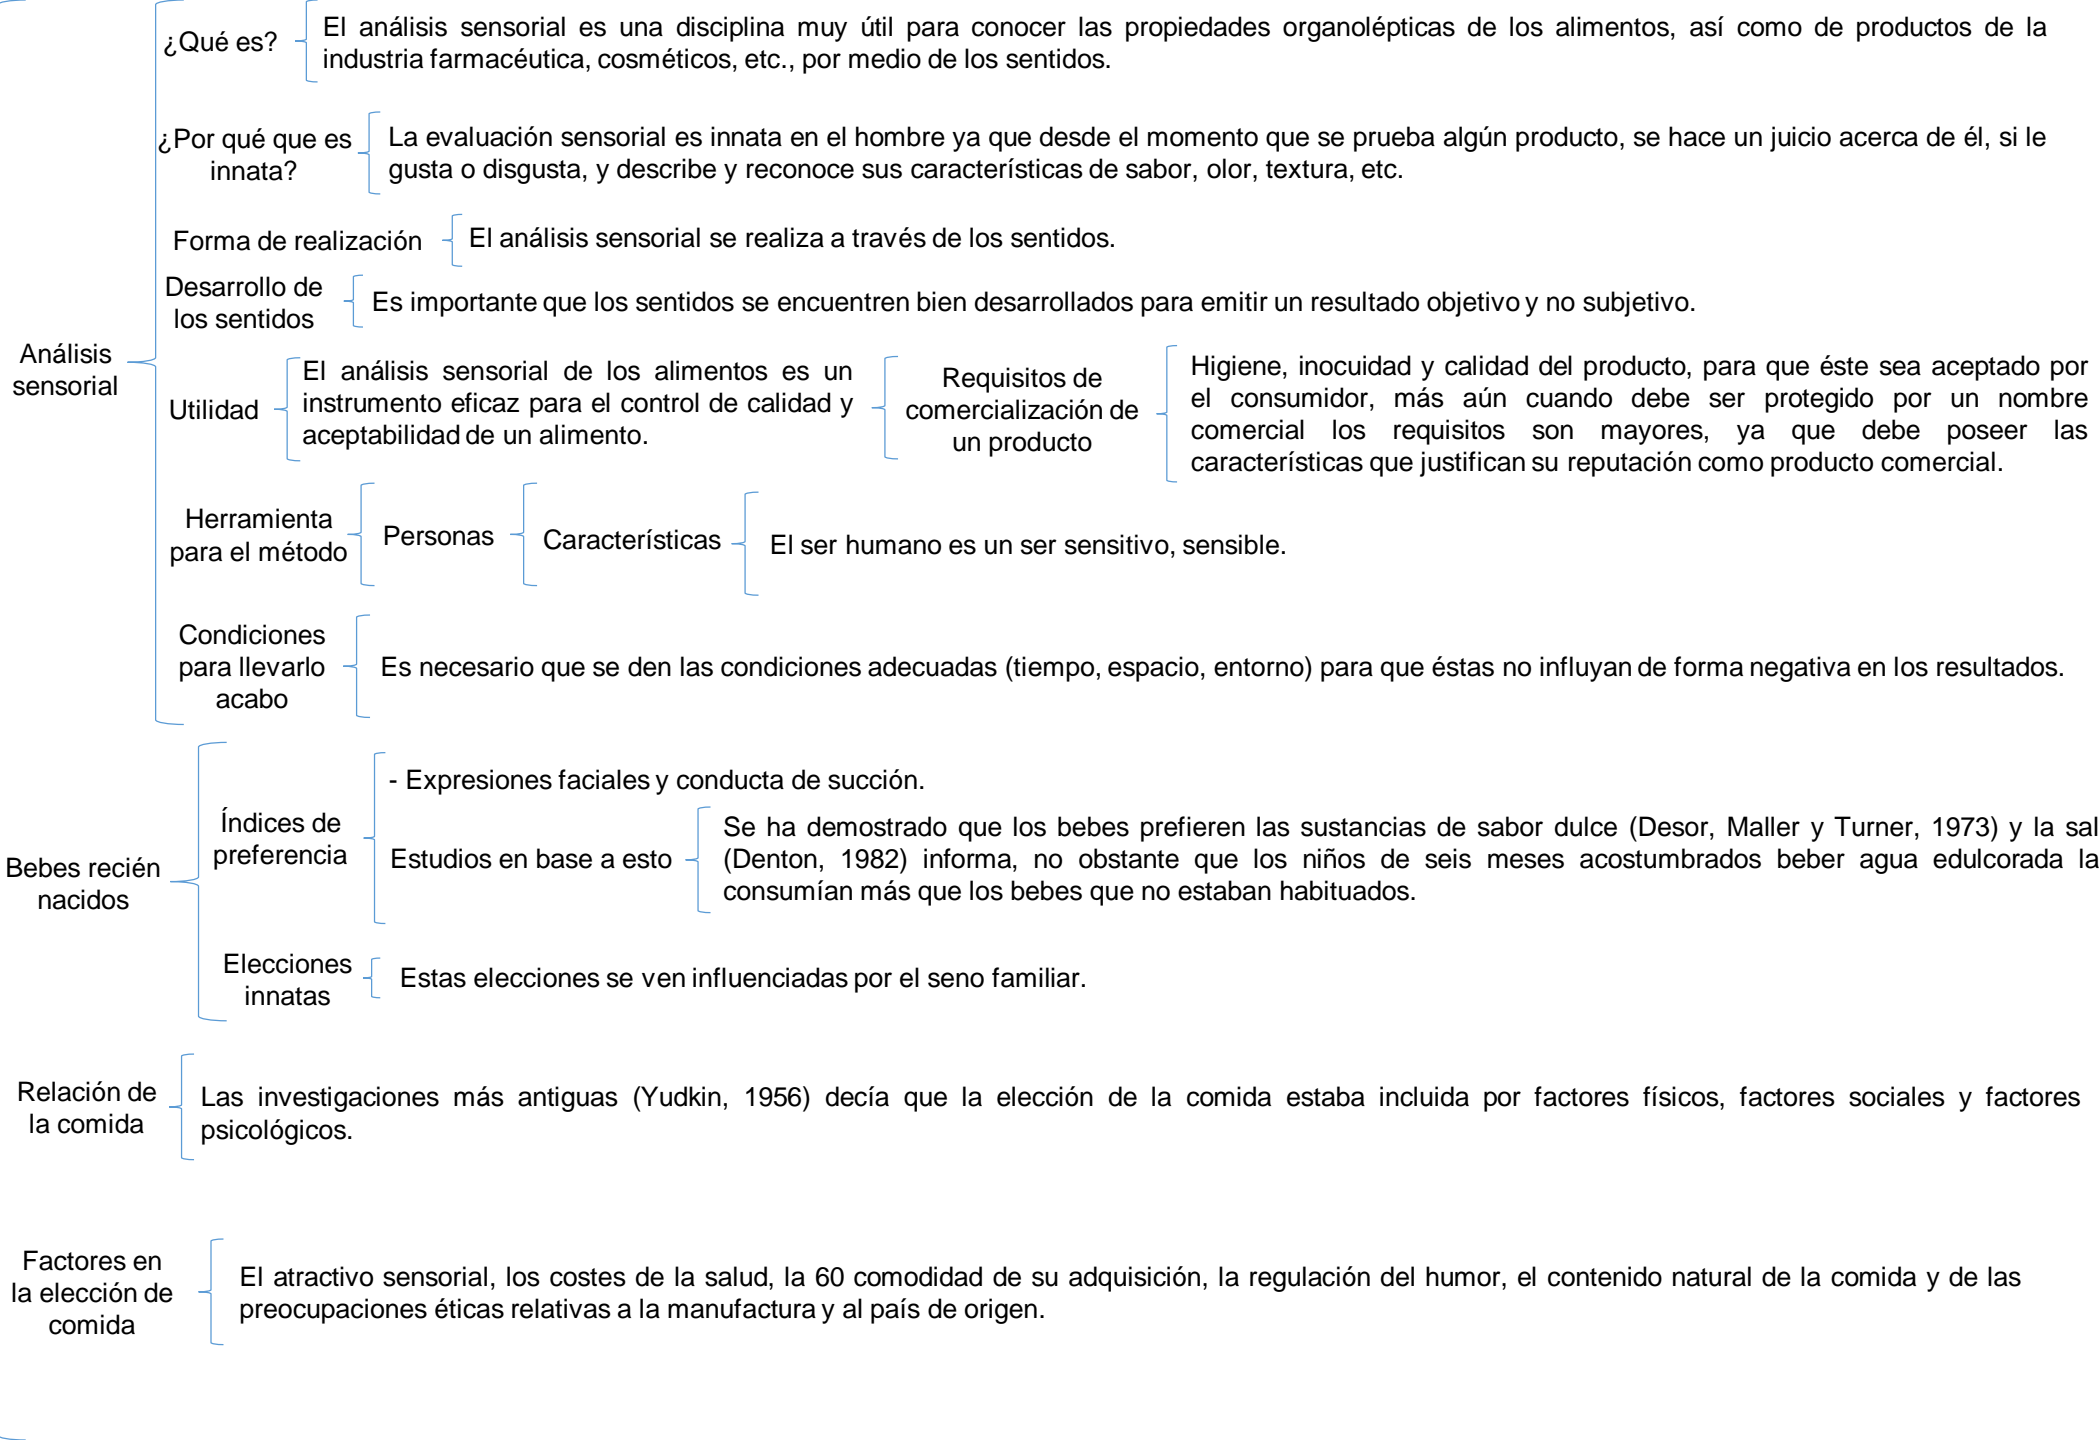 ¿Qué es?
El análisis sensorial es una disciplina muy útil para conocer las propiedades organolépticas de los alimentos, así como de productos de la
industria farmacéutica, cosméticos, etc., por medio de los sentidos.
¿Por qué que es
innata?
La evaluación sensorial es innata en el hombre ya que desde el momento que se prueba algún producto, se hace un juicio acerca de él, si le
gusta o disgusta, y describe y reconoce sus características de sabor, olor, textura, etc.
Forma de realización
El análisis sensorial se realiza a través de los sentidos.
Desarrollo de
los sentidos
Es importante que los sentidos se encuentren bien desarrollados para emitir un resultado objetivo y no subjetivo.
Análisis
sensorial
Utilidad
El análisis sensorial de los alimentos es un
instrumento eficaz para el control de calidad y
aceptabilidad de un alimento.
Requisitos de
comercialización de
un producto
Higiene, inocuidad y calidad del producto, para que éste sea aceptado por
el consumidor, más aún cuando debe ser protegido por un nombre
comercial los requisitos son mayores, ya que debe poseer las
características que justifican su reputación como producto comercial.
Herramienta
para el método
Personas
Características
El ser humano es un ser sensitivo, sensible.
Condiciones
para llevarlo
acabo
Es necesario que se den las condiciones adecuadas (tiempo, espacio, entorno) para que éstas no influyan de forma negativa en los resultados.
Bebes recién
nacidos
Índices de
preferencia
- Expresiones faciales y conducta de succión.
Estudios en base a esto
Se ha demostrado que los bebes prefieren las sustancias de sabor dulce (Desor, Maller y Turner, 1973) y la sal
(Denton, 1982) informa, no obstante que los niños de seis meses acostumbrados beber agua edulcorada la
consumían más que los bebes que no estaban habituados.
Elecciones
innatas
Estas elecciones se ven influenciadas por el seno familiar.
Relación de
la comida
Las investigaciones más antiguas (Yudkin, 1956) decía que la elección de la comida estaba incluida por factores físicos, factores sociales y factores
psicológicos.
Factores en
la elección de
comida
El atractivo sensorial, los costes de la salud, la 60 comodidad de su adquisición, la regulación del humor, el contenido natural de la comida y de las
preocupaciones éticas relativas a la manufactura y al país de origen.